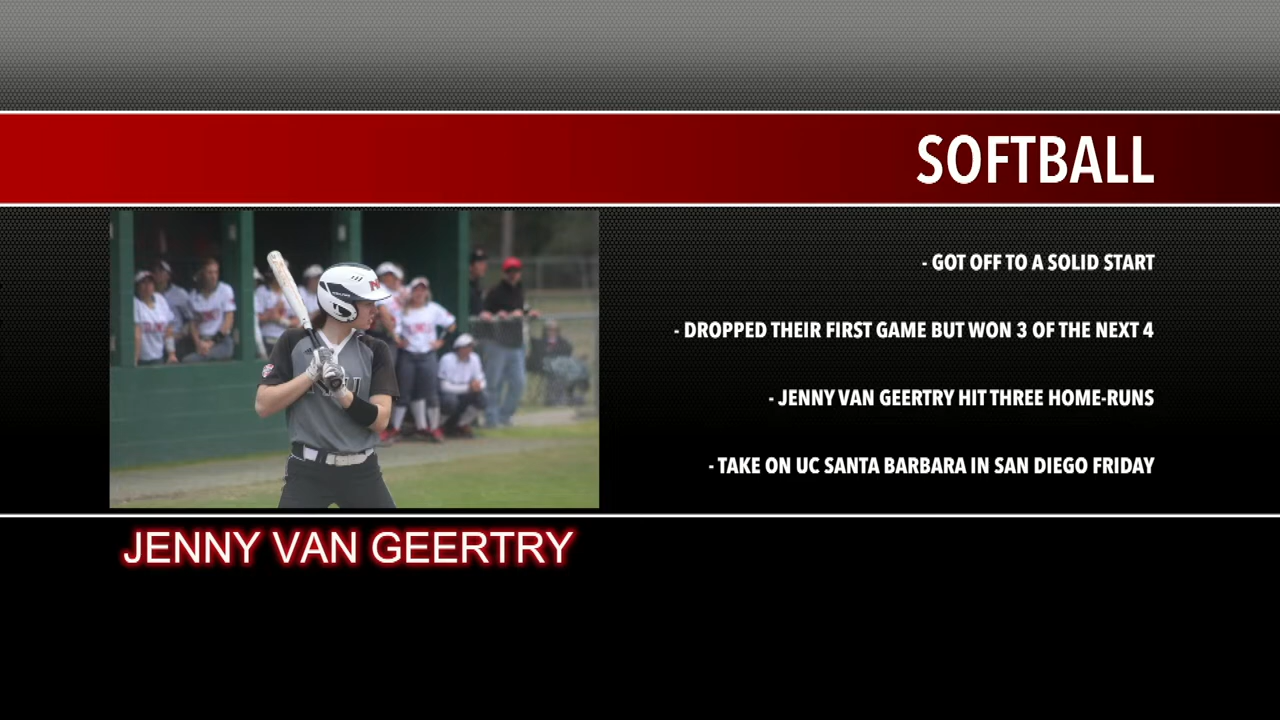 SOFTBALL
- GOT OFF TO A SOLID START
- DROPPED THEIR FIRST GAME BUT WON 3 OF THE NEXT 4
- JENNY VAN GEERTRY HIT THREE HOME-RUNS
- TAKE ON UC SANTA BARBARA IN SAN DIEGO FRIDAY
JENNY VAN GEERTRY